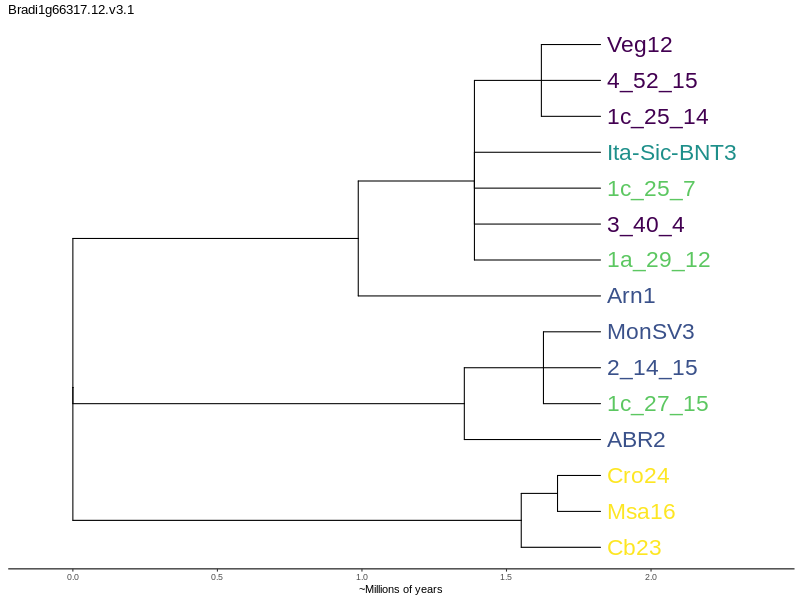 Bradi1g66317.12.v3.1
Veg12
4_52_15
1c_25_14
Ita-Sic-BNT3
1c_25_7
3_40_4
1a_29_12
Arn1
MonSV3
2_14_15
1c_27_15
ABR2
Cro24
Msa16
Cb23
0.0 0.5 1.0 1.5 2.0
~Millions of years